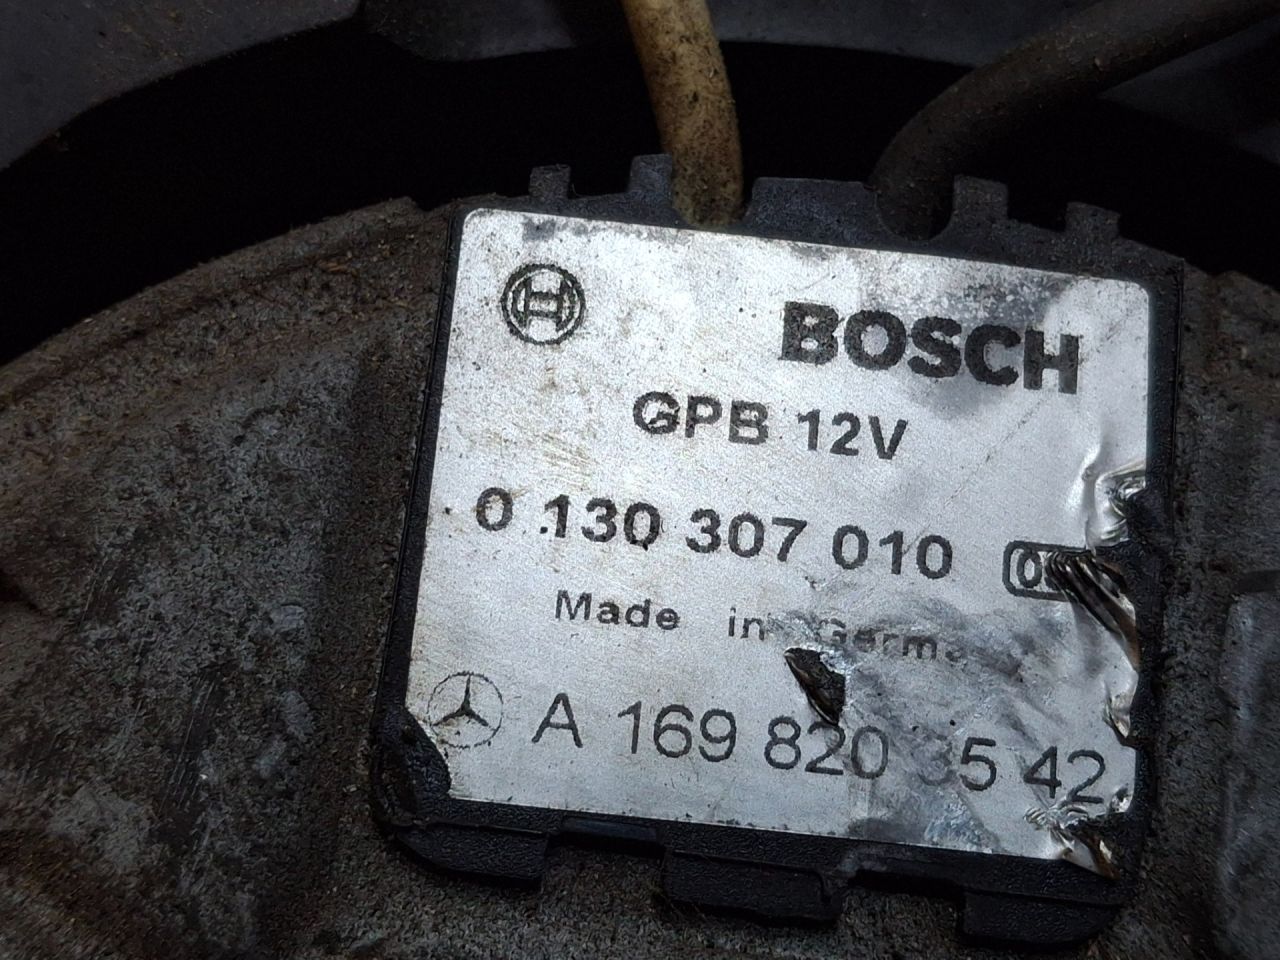 BOSCH
GPB 12V
0 130 307 010
Made in
A 169 820 42